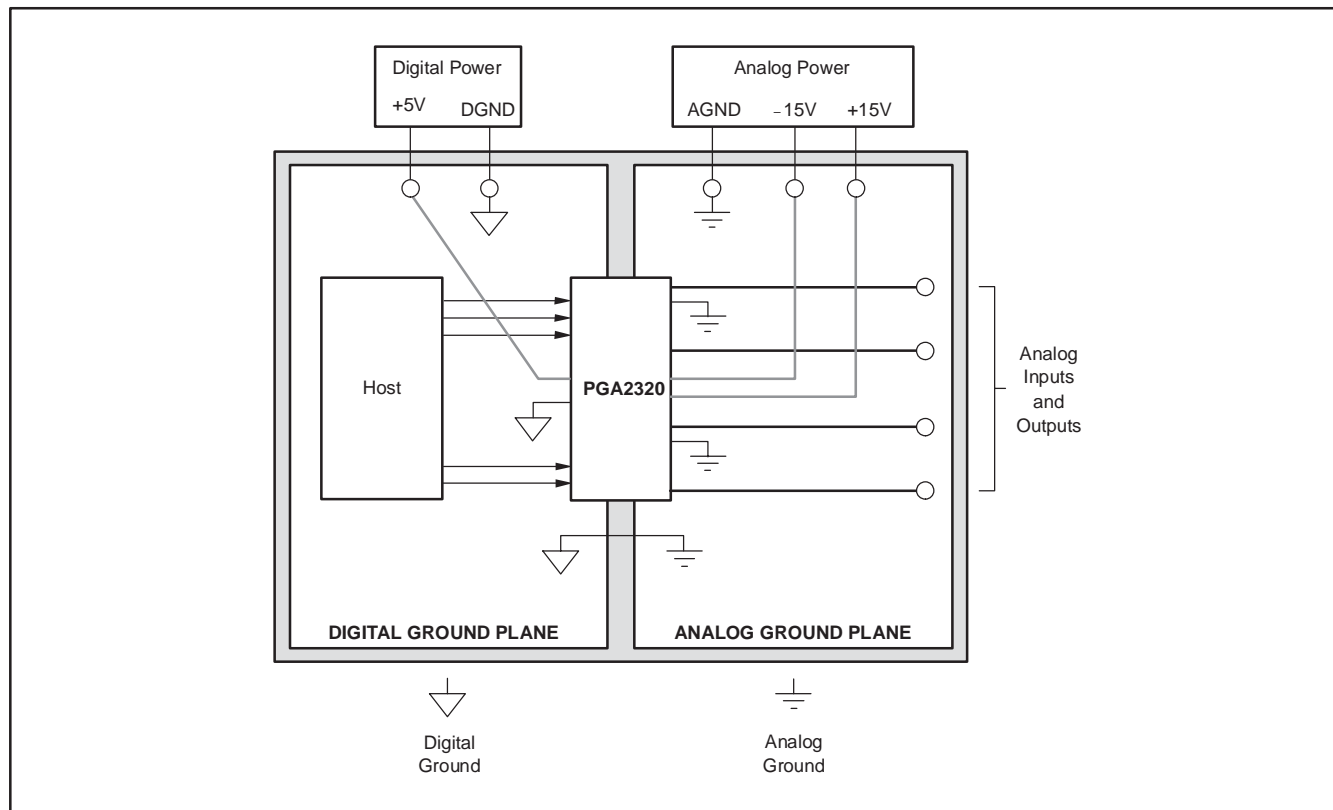 Digital Power
+5V
DGND
Analog Power
AGND
−15V
+15V
Host
PGA2320
Analog
Inputs
and
Outputs
DIGITAL GROUND PLANE
ANALOG GROUND PLANE
Digital
Ground
Analog
Ground